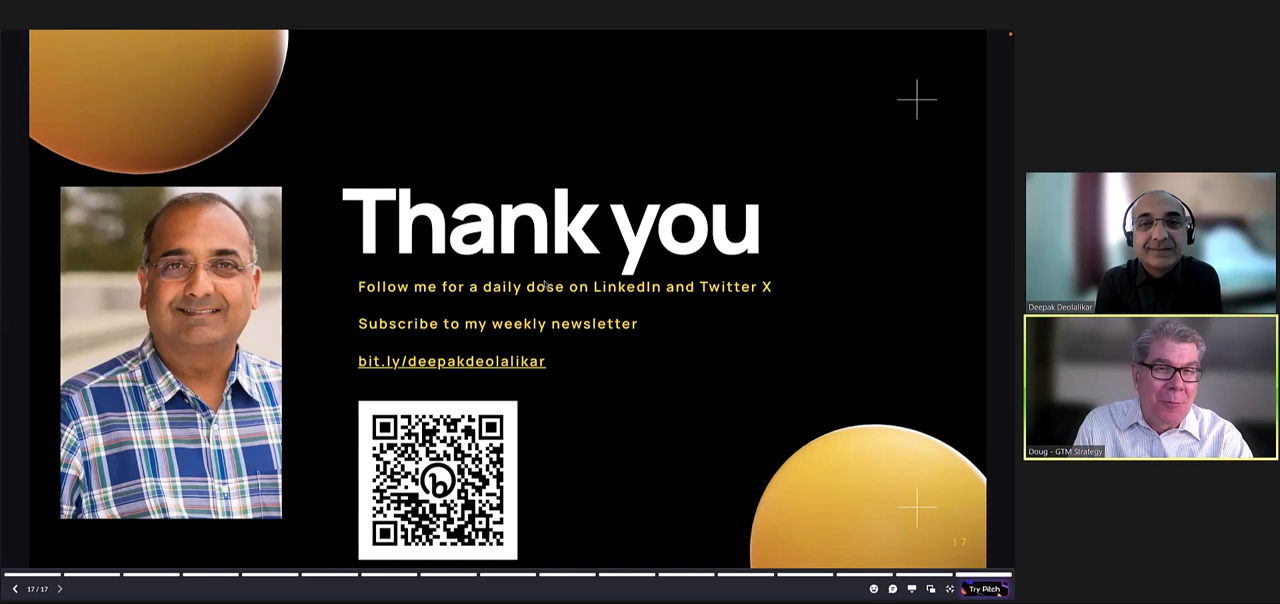 Thank you
Follow me for a daily dose on LinkedIn and Twitter X
Subscribe to my weekly newsletter
bit.ly/deepakdeolalikar
17
17 / 17
Try Pitch
Deepak Deolalikar
Doug - GTM Strategy